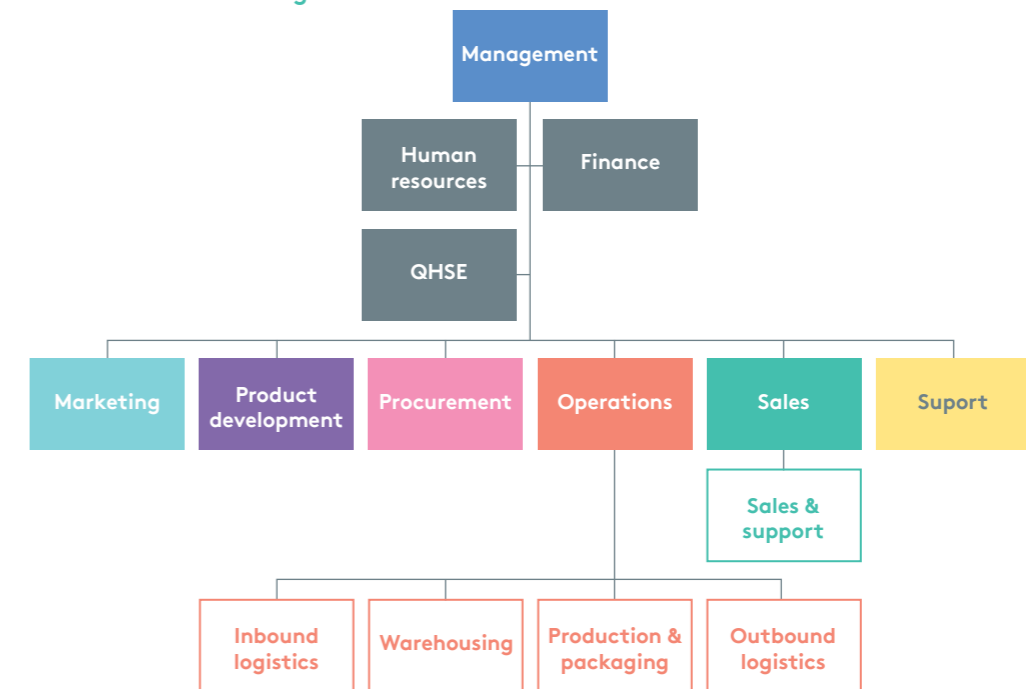 Management
Human
resources
Finance
QHSE
Marketing
Product
development
Procurement
Operations
Sales
Suport
Sales &
support
Inbound
logistics
Warehousing
Production &
packaging
Outbound
logistics